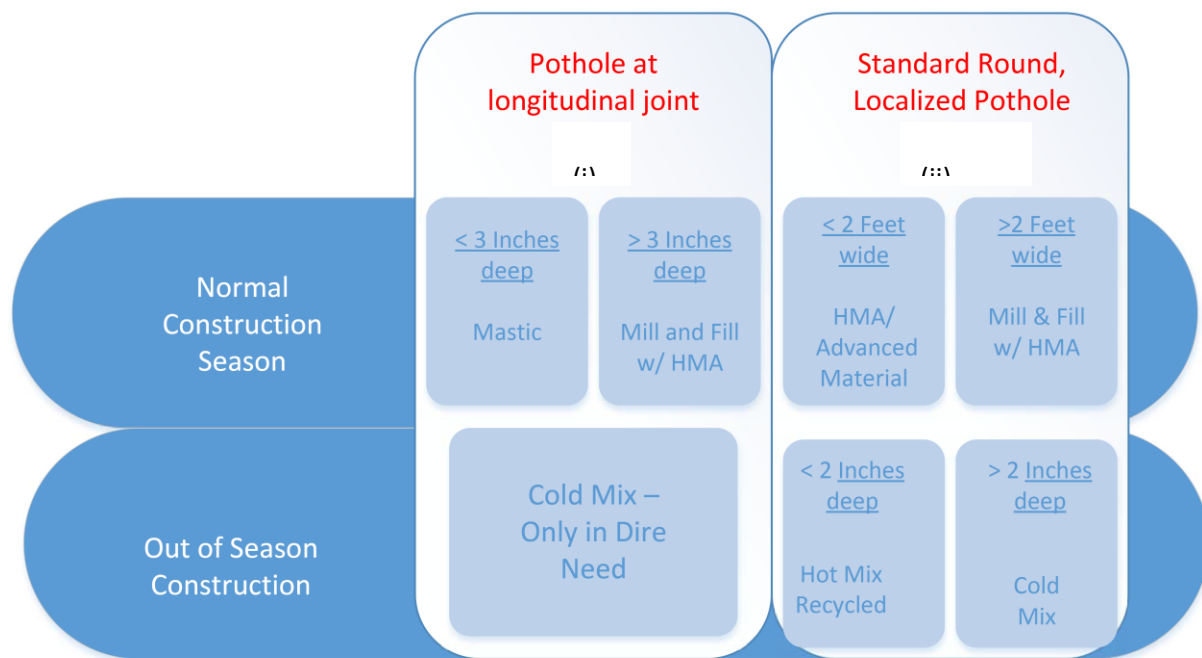 Pothole at
longitudinal joint
Standard Round,
Localized Pothole
Normal
Construction
Season
< 3 Inches
deep
Mastic
> 3 Inches
deep
Mill and Fill
w/ HMA
< 2 Feet
wide
HMA/
Advanced
Material
>2 Feet
wide
Mill & Fill
w/ HMA
Out of Season
Construction
Cold Mix –
Only in Dire
Need
< 2 Inches
deep
Hot Mix
Recycled
> 2 Inches
deep
Cold
Mix